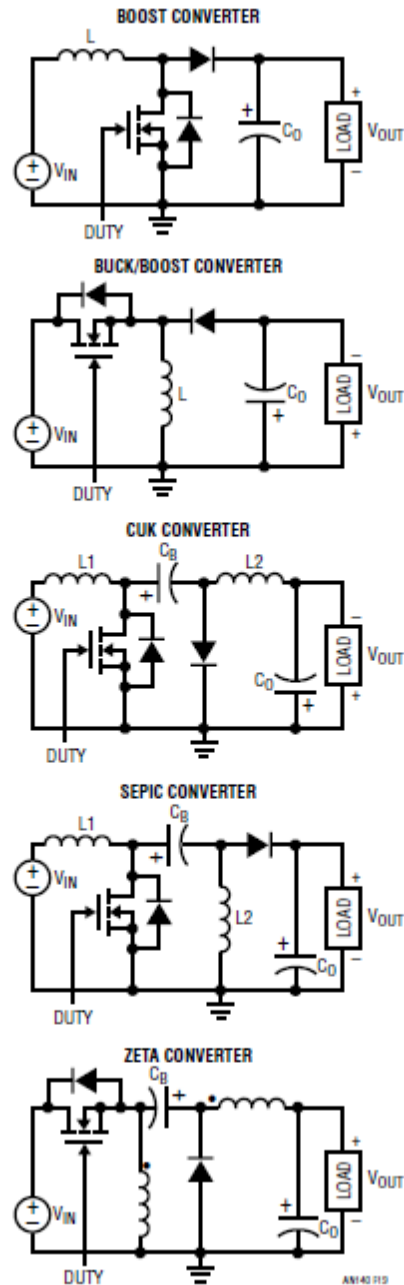 BOOST CONVERTER
L
+
+
−
VIN
CO
LOAD
+
−
VOUT
DUTY
BUCK/BOOST CONVERTER
+
−
VIN
L
CO
+
−
LOAD
+
VOUT
DUTY
CUK CONVERTER
L1
CB
L2
+
+
−
VIN
CO
+
−
LOAD
+
VOUT
DUTY
SEPIC CONVERTER
L1
CB
+
+
−
VIN
L2
+
CO
+
LOAD
−
VOUT
DUTY
ZETA CONVERTER
CB
+
+
−
VIN
+
CO
+
LOAD
−
VOUT
DUTY
AN140 F19